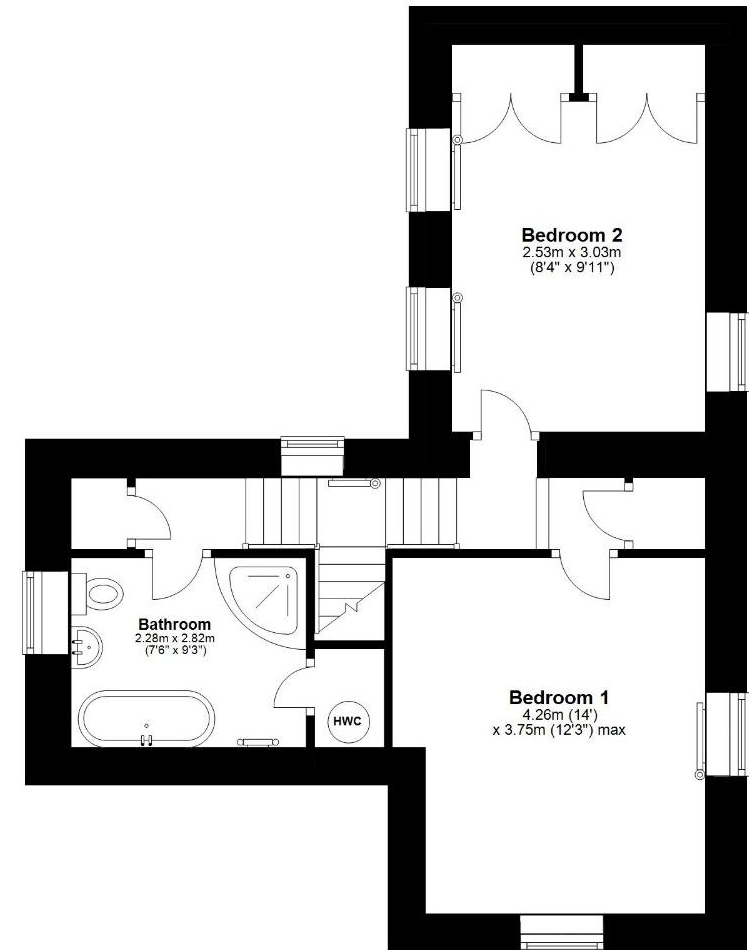 Bedroom 2
2.53m x 3.03m
(8'4" x 9'11")
Bathroom
2.28m x 2.82m
(7'6" x 9'3")
HWC
Bedroom 1
4.26m (14')
x 3.75m (12'3") max